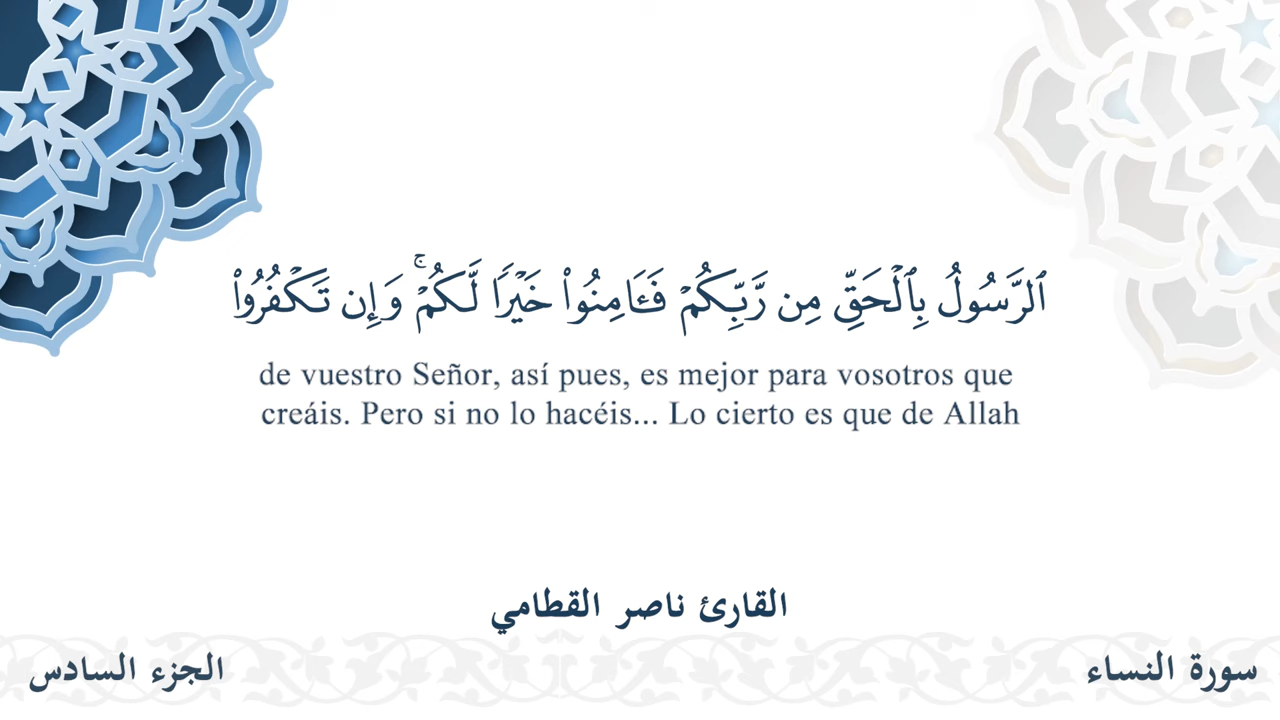 ٱلرَّسُولُ بِٱلْحَقِّ مِن رَّبِّكُمْ فَـَٔامِنُوا۟ خَيْرًا لَّكُمْ ۚ وَإِن تَكْفُرُوا۟
de vuestro Señor, así pues, es mejor para vosotros que
creáis. Pero si no lo hacéis... Lo cierto es que de Allah
القارئ ناصر القطامي
سورة النساء
الجزء السادس